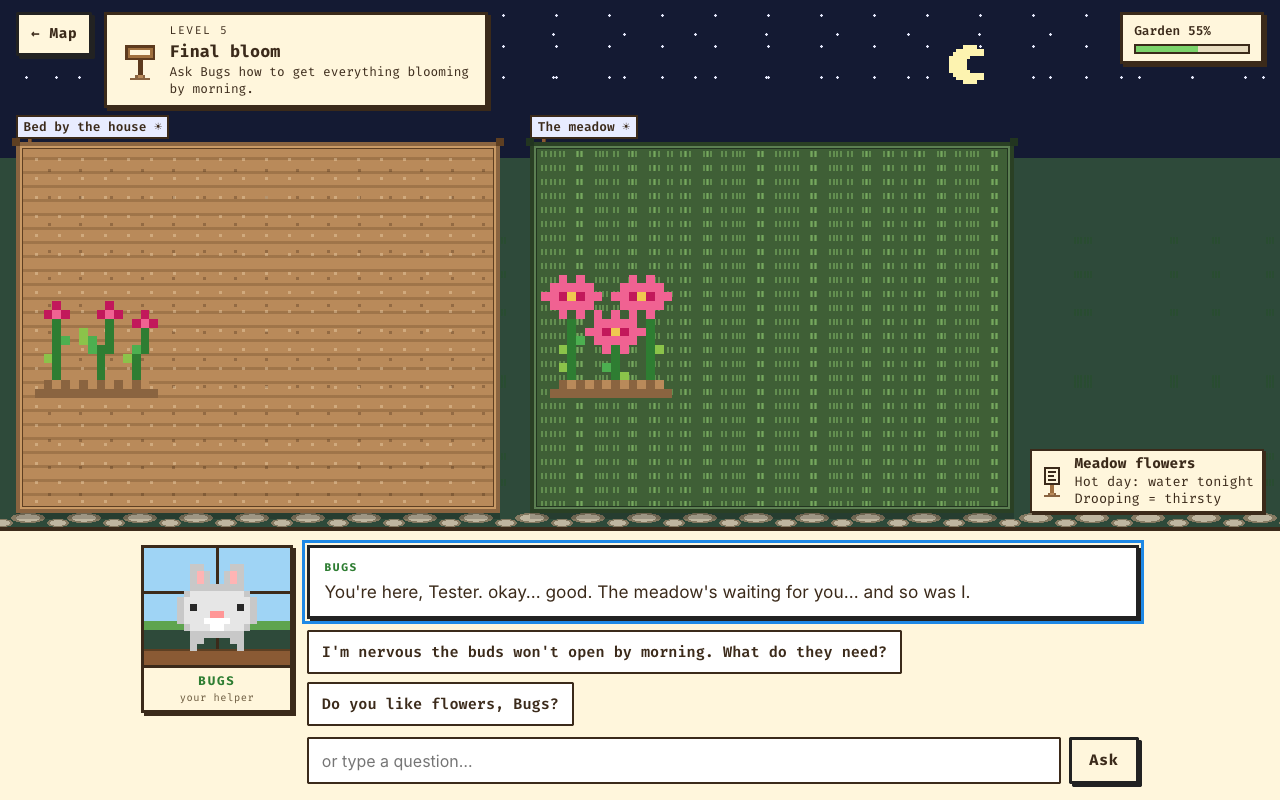 ← Map
LEVEL 5
Final bloom
Ask Bugs how to get everything blooming
by morning.
Garden 55%
Bed by the house ☀
The meadow ☀
Meadow flowers
Hot day: water tonight
Drooping = thirsty
BUGS
your helper
BUGS
You're here, Tester. okay... good. The meadow's waiting for you... and so was I.
I'm nervous the buds won't open by morning. What do they need?
Do you like flowers, Bugs?
or type a question...
Ask